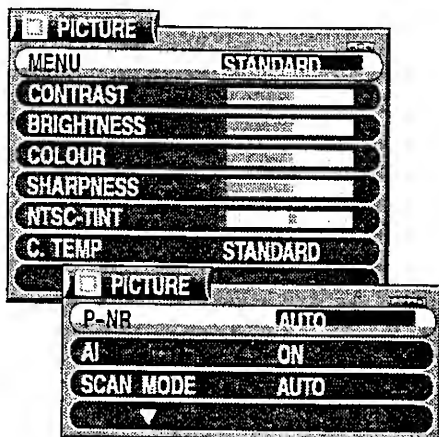 PICTURE
MENU STANDARD
CONTRAST
BRIGHTNESS
COLOUR
SHARPNESS
NTSC-TINT
C. TEMP STANDARD
PICTURE
P-NR AUTO
AI ON
SCAN MODE AUTO